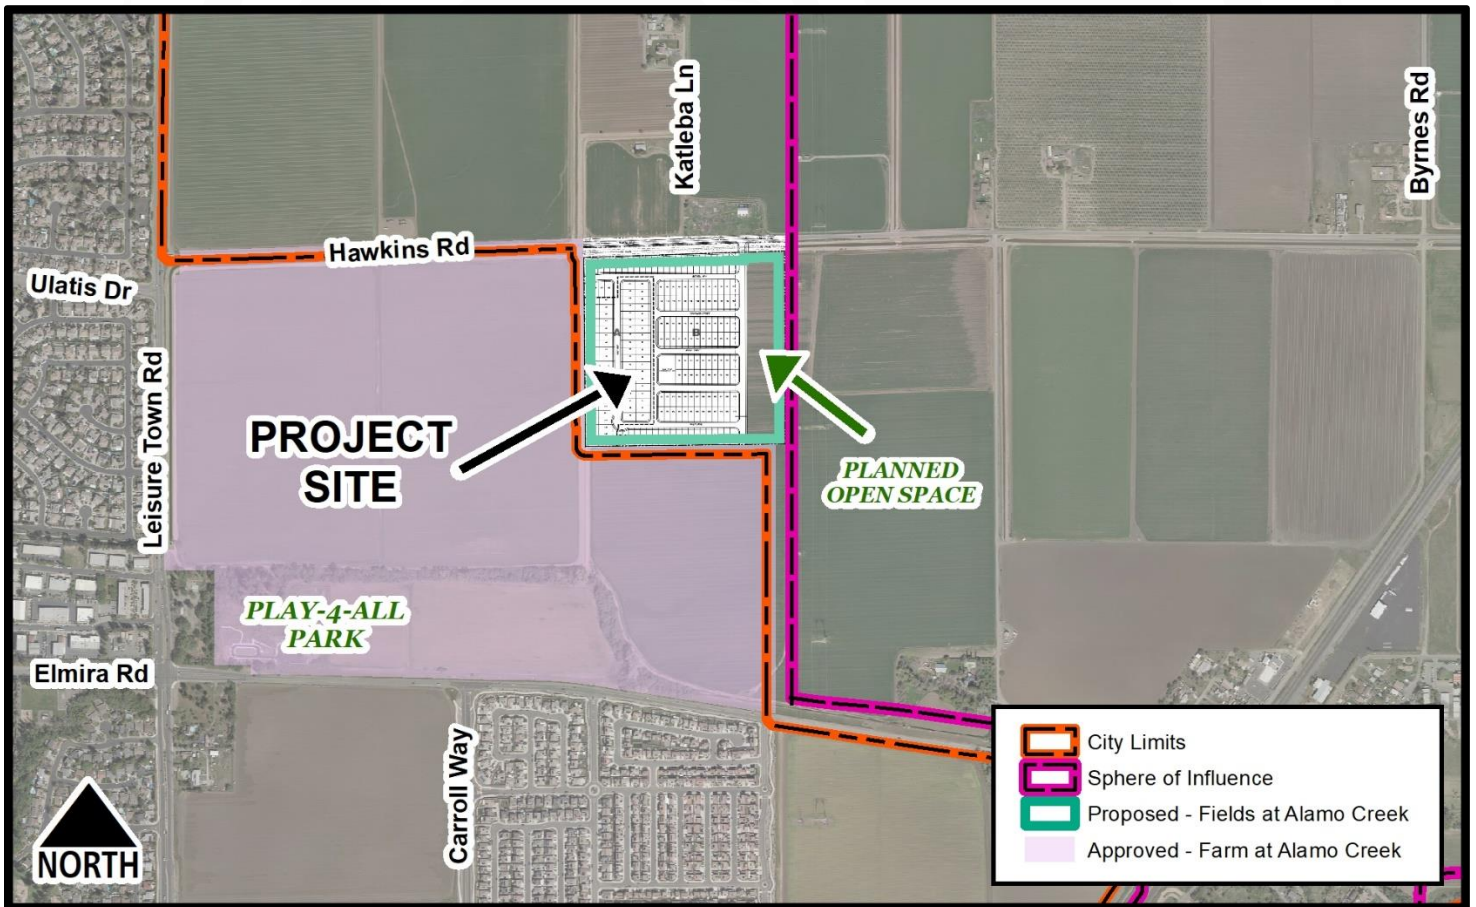 Katleba Ln
Byrnes Rd
Hawkins Rd
Ulatis Dr
Leisure Town Rd
A
B
PROJECT
SITE
PLANNED
OPEN SPACE
PLAY-4-ALL
PARK
Elmira Rd
Carroll Way
NORTH
City Limits
Sphere of Influence
Proposed - Fields at Alamo Creek
Approved - Farm at Alamo Creek